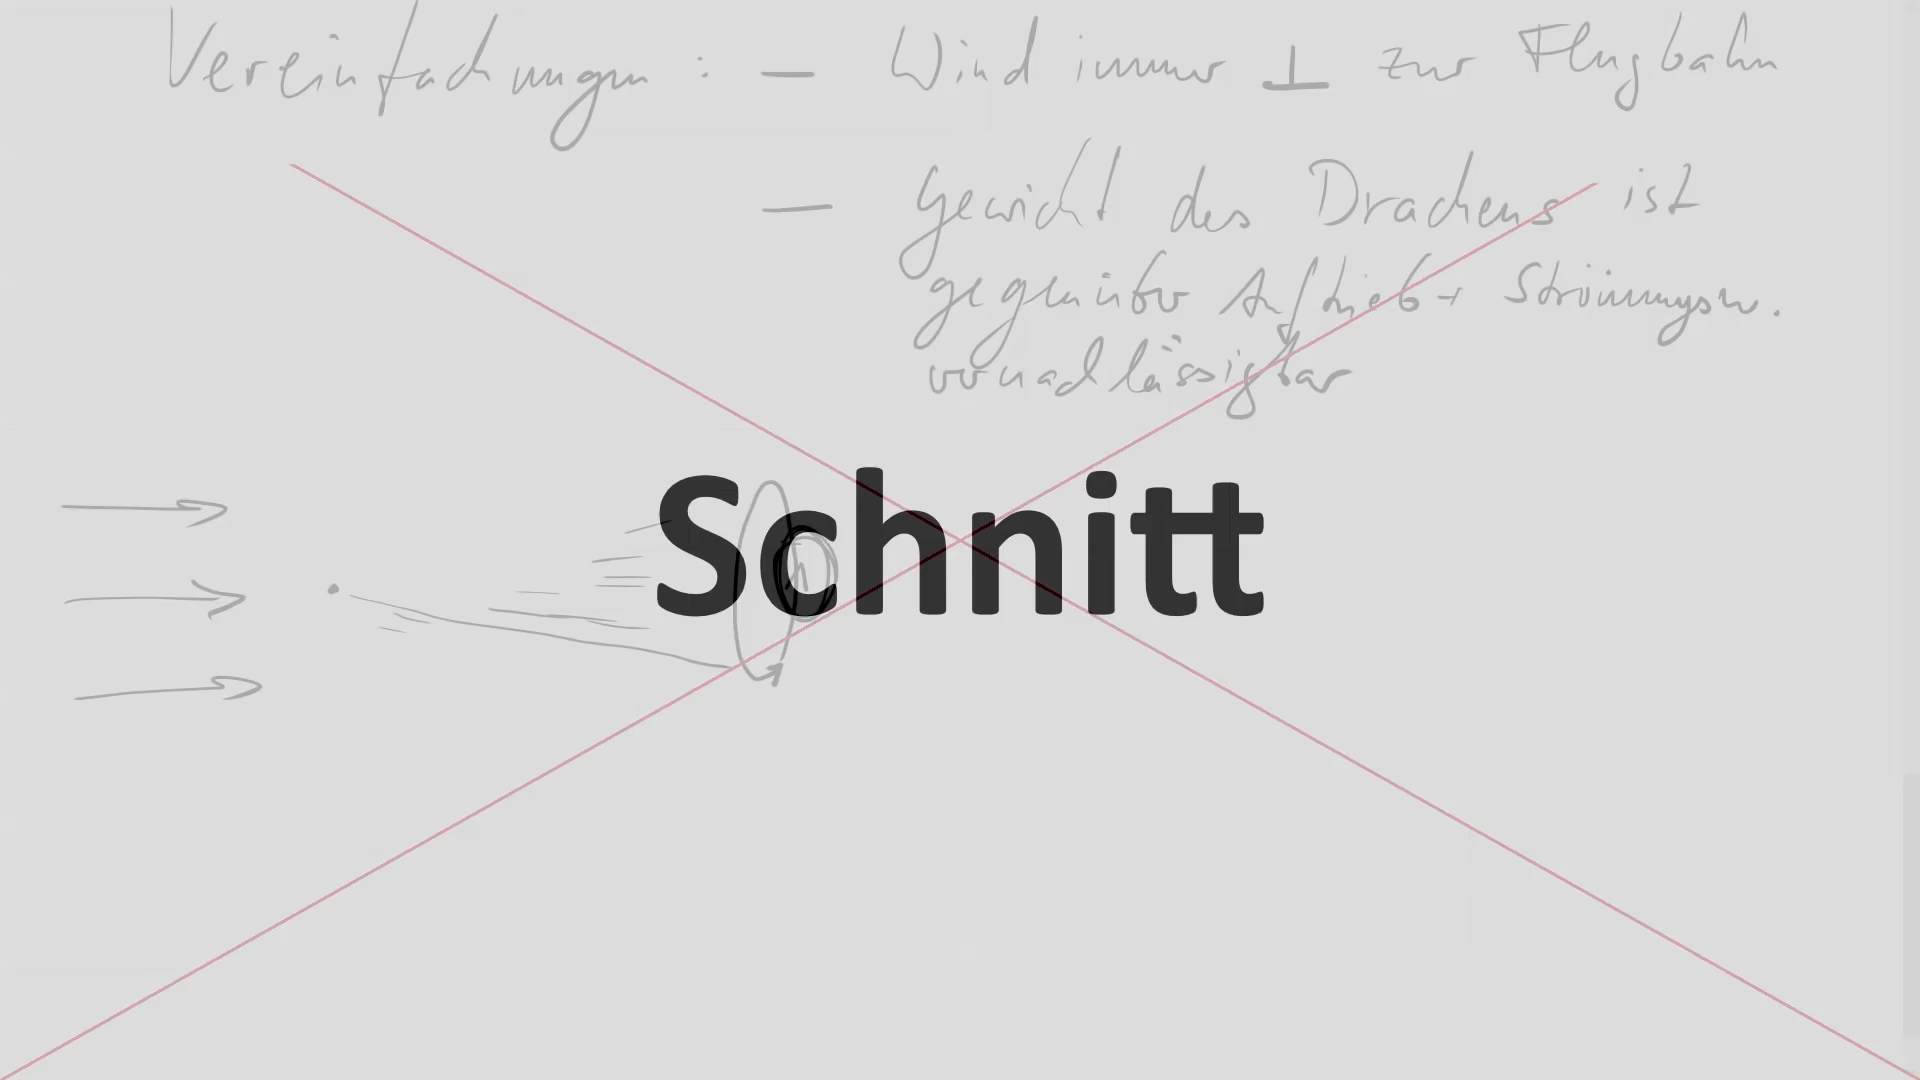 Vereinfachungen : — Wind immer ⊥ zur Flugbahn
— Gewicht des Drachens ist
gegenüber Auftrieb + Strömungsw.
vernachlässigbar
Schnitt